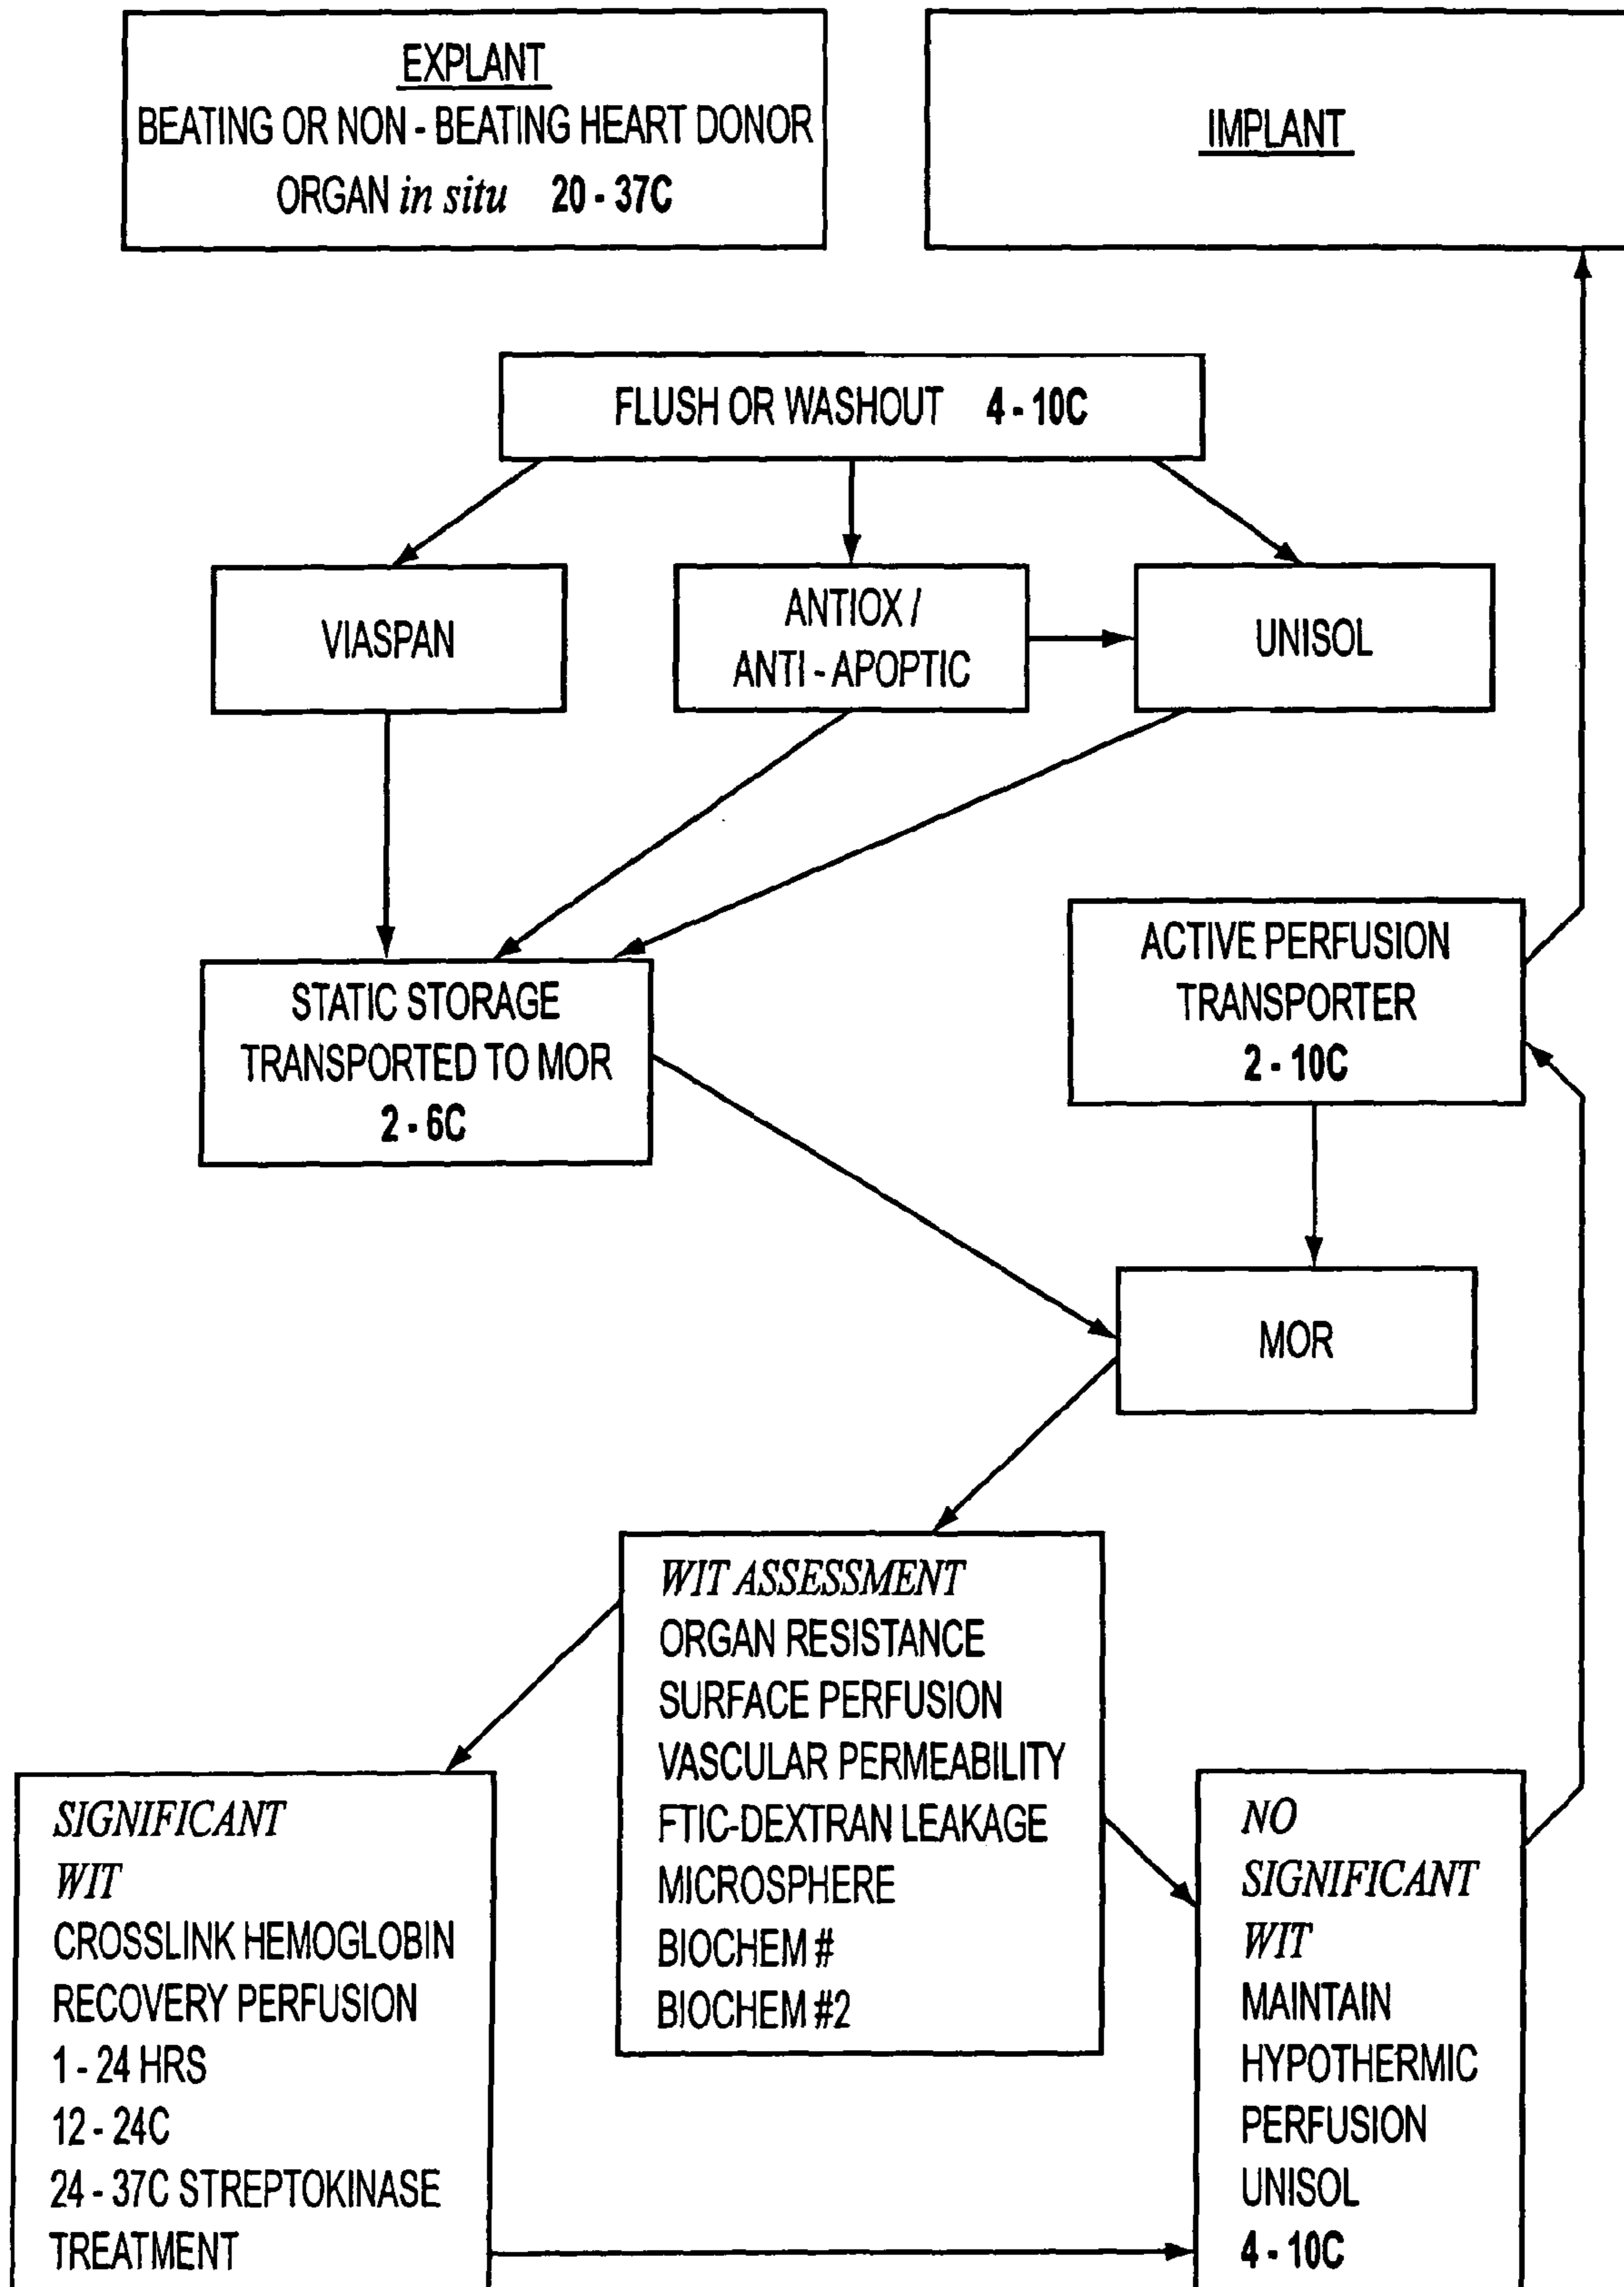 EXPLANT
BEATING OR NON - BEATING HEART DONOR
ORGAN in situ 20 - 37C
IMPLANT
FLUSH OR WASHOUT 4 - 10C
VIASPAN
ANTIOX /
ANTI - APOPTIC
UNISOL
STATIC STORAGE
TRANSPORTED TO MOR
2 - 6C
ACTIVE PERFUSION
TRANSPORTER
2 - 10C
MOR
WIT ASSESSMENT
ORGAN RESISTANCE
SURFACE PERFUSION
VASCULAR PERMEABILITY
FTIC-DEXTRAN LEAKAGE
MICROSPHERE
BIOCHEM #
BIOCHEM #2
SIGNIFICANT
WIT
CROSSLINK HEMOGLOBIN
RECOVERY PERFUSION
1 - 24 HRS
12 - 24C
24 - 37C STREPTOKINASE
TREATMENT
NO
SIGNIFICANT
WIT
MAINTAIN
HYPOTHERMIC
PERFUSION
UNISOL
4 - 10C